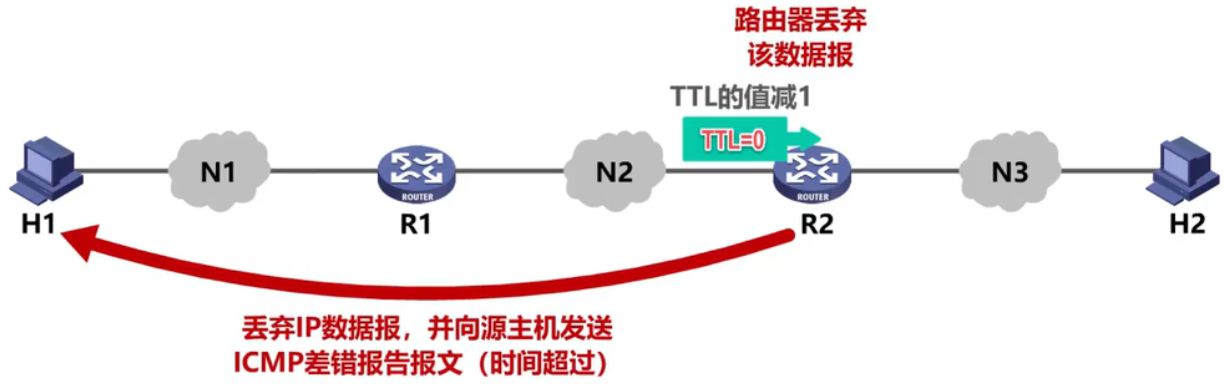 路由器丢弃
该数据报
TTL的值减1
TTL=0
N1
N2
N3
ROUTER
ROUTER
H1
R1
R2
H2
丢弃IP数据报，并向源主机发送
ICMP差错报告报文（时间超过）